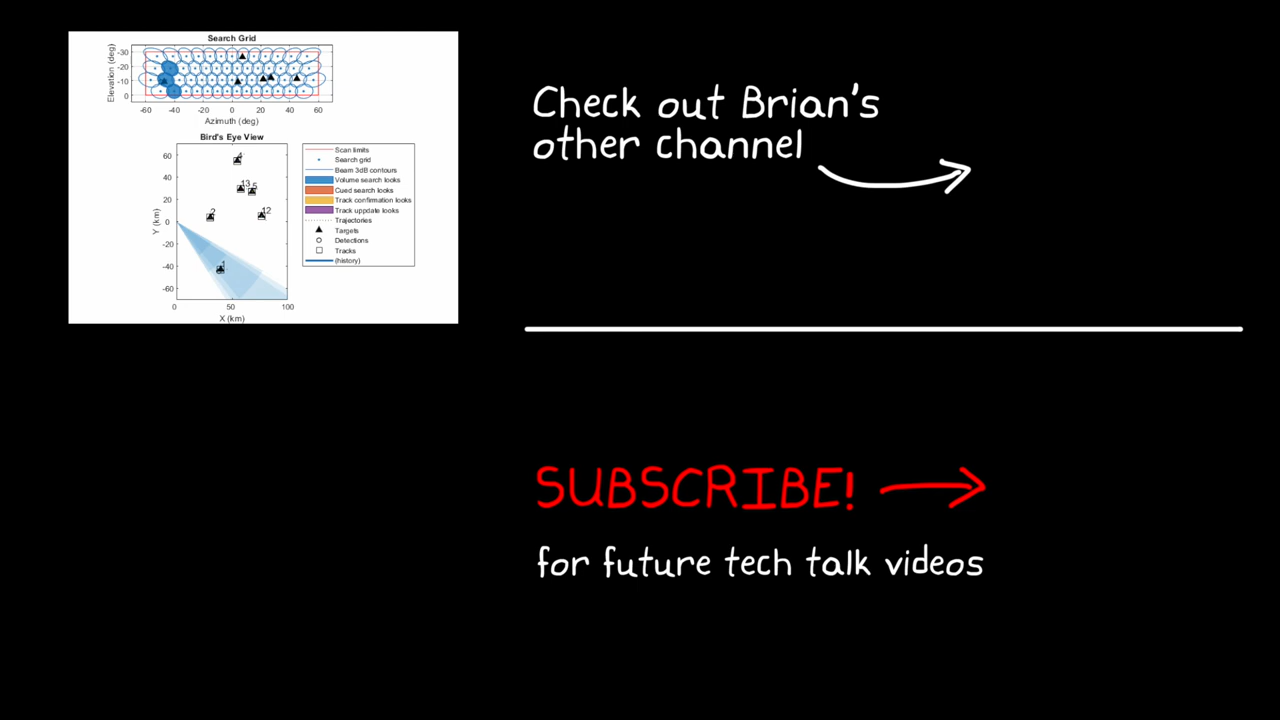 Search Grid
Elevation (deg)
-30
-20
-10
0
-60 -40 -20 0 20 40 60
Azimuth (deg)
Bird's Eye View
Y (km)
60
40
20
0
-20
-40
-60
4
13 5
2
12
1
0 50 100
X (km)
Scan limits
Search grid
Beam 3dB contours
Volume search looks
Cued search looks
Track confirmation looks
Track uppdate looks
Trajectories
Targets
Detections
Tracks
(history)
Check out Brian's
other channel
SUBSCRIBE!
for future tech talk videos